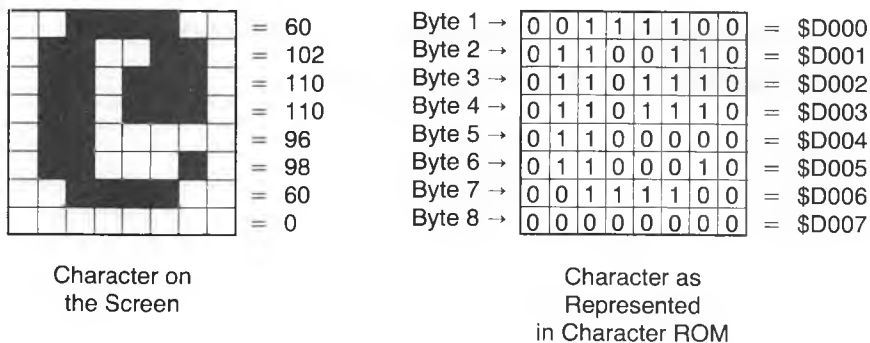 = 60
= 102
= 110
= 110
= 96
= 98
= 60
= 0
Character on
the Screen
Byte 1 → 0 0 1 1 1 1 0 0 = $D000
Byte 2 → 0 1 1 0 0 1 1 0 = $D001
Byte 3 → 0 1 1 0 1 1 1 0 = $D002
Byte 4 → 0 1 1 0 1 1 1 0 = $D003
Byte 5 → 0 1 1 0 0 0 0 0 = $D004
Byte 6 → 0 1 1 0 0 0 1 0 = $D005
Byte 7 → 0 0 1 1 1 1 0 0 = $D006
Byte 8 → 0 0 0 0 0 0 0 0 = $D007
Character as
Represented
in Character ROM